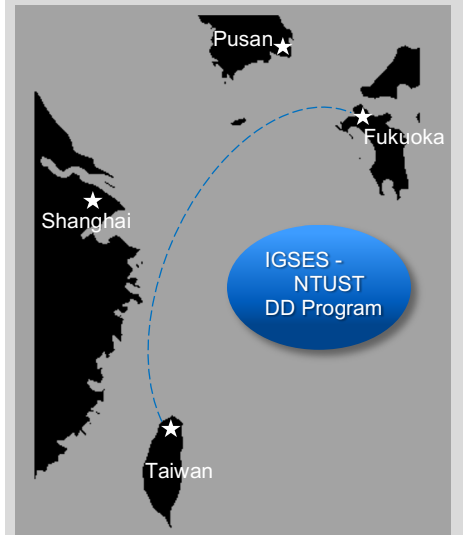 Pusan
Fukuoka
Shanghai
IGSES -
NTUST
DD Program
Taiwan